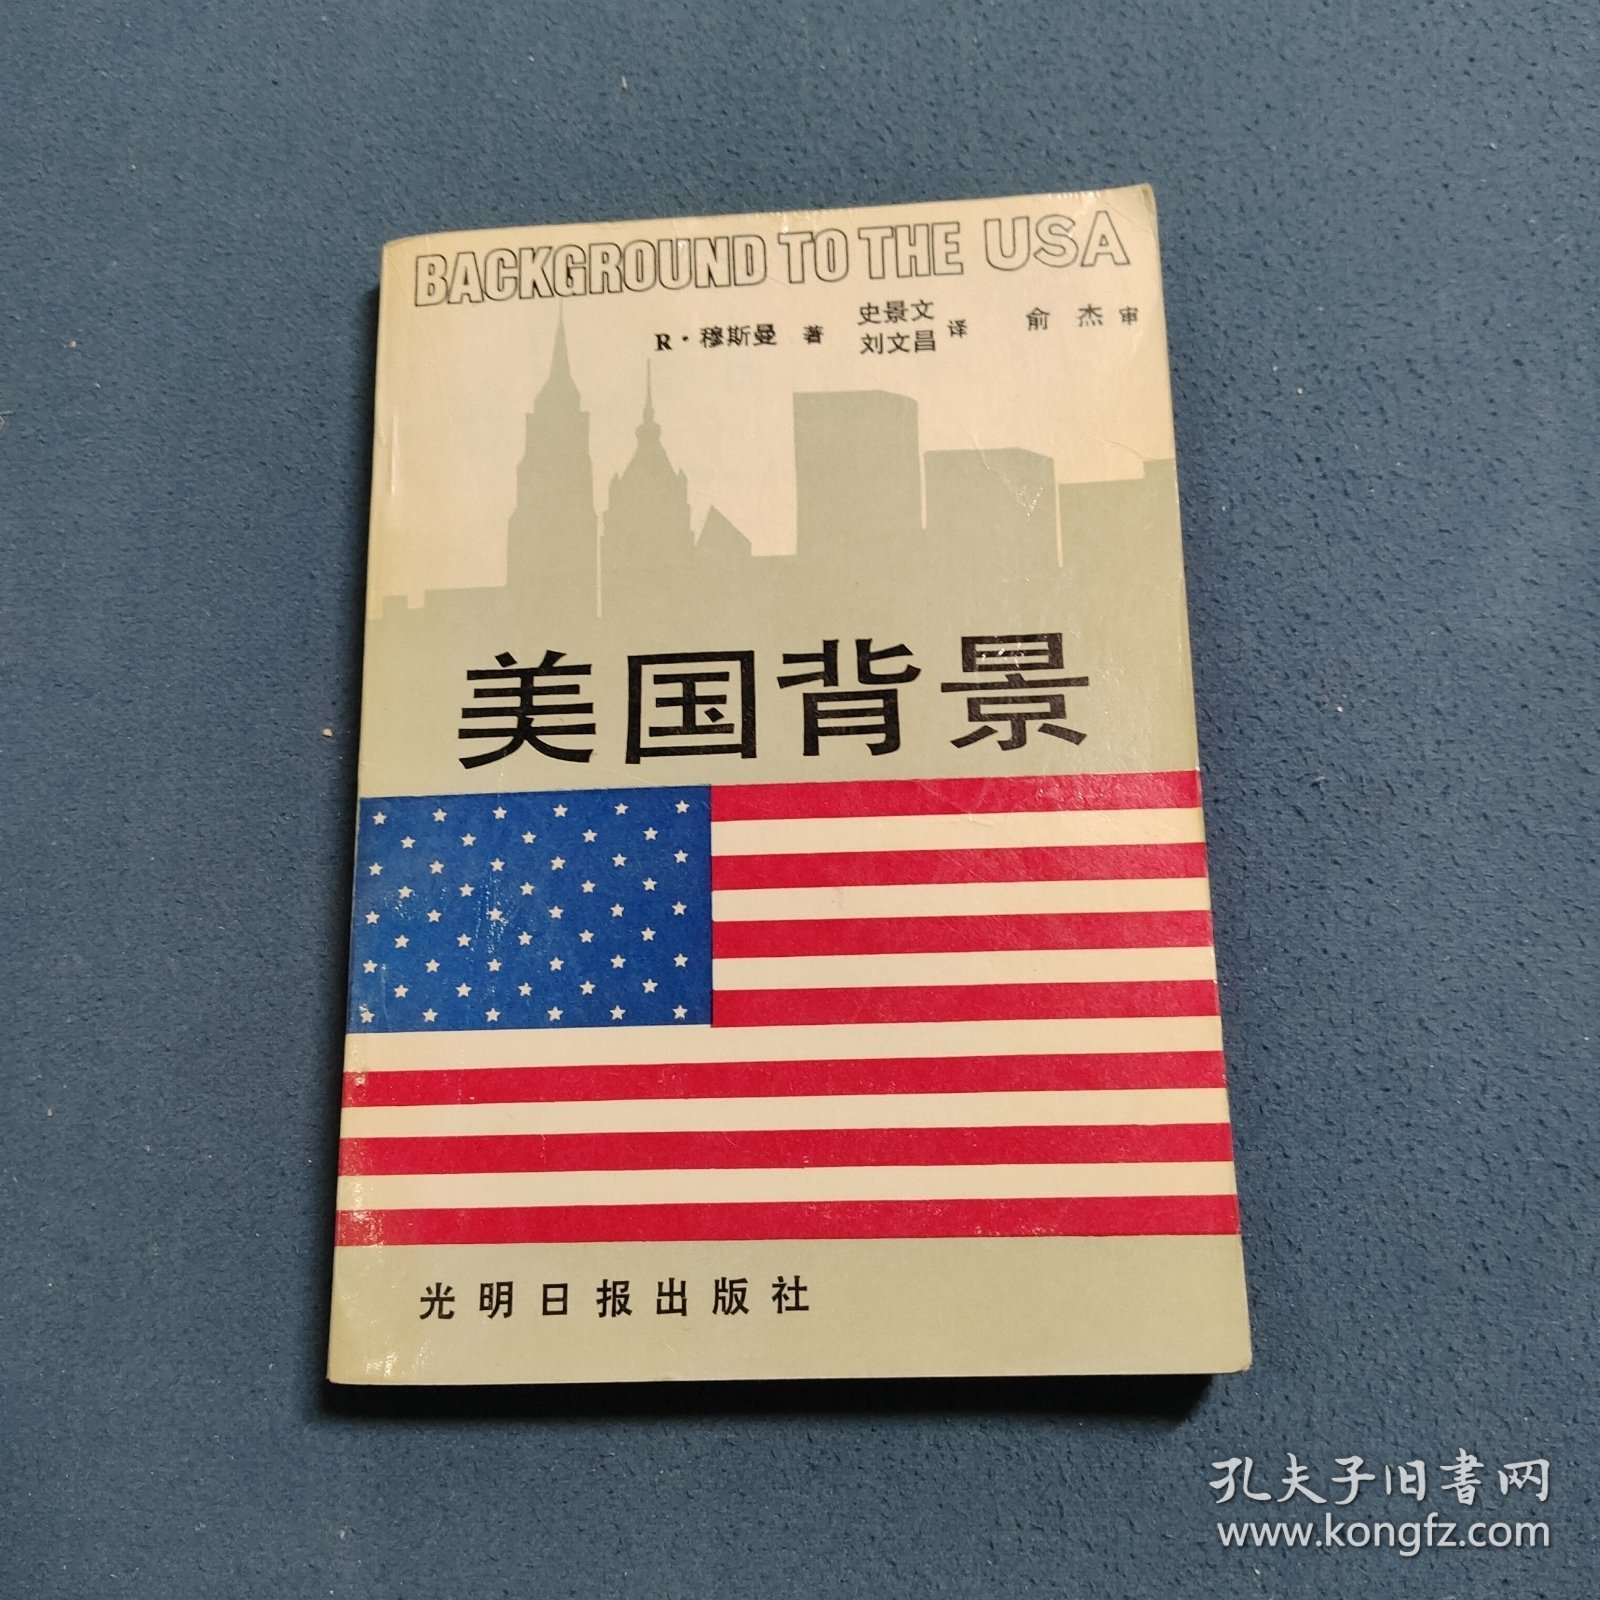 BACKGROUND TO THE USA
R·穆斯曼 著 史景文 刘文昌 译 俞杰 审
美国背景
光明日报出版社
孔夫子旧书网
www.kongfz.com